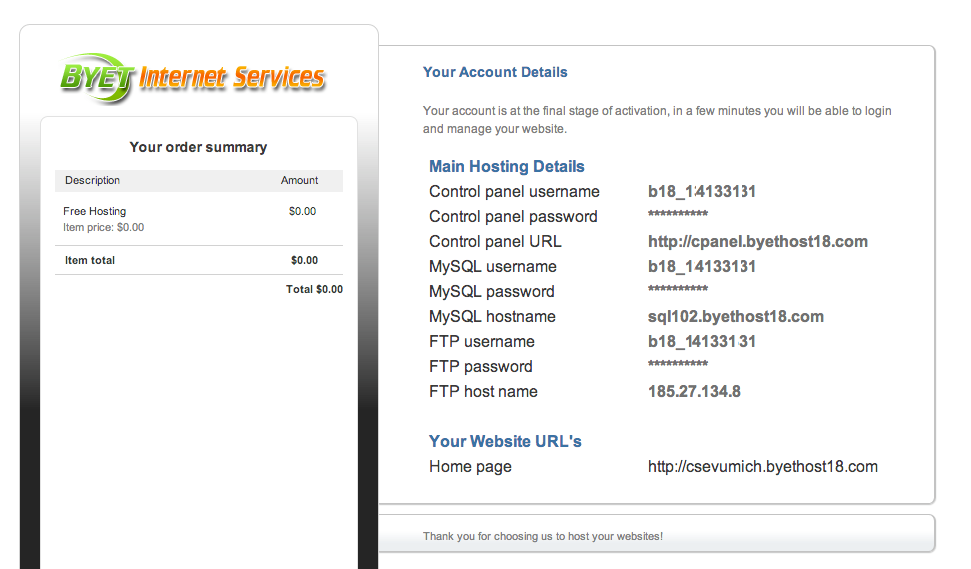 BYET Internet Services
Your order summary
Description Amount
Free Hosting $0.00
Item price: $0.00
Item total $0.00
Total $0.00
Your Account Details
Your account is at the final stage of activation, in a few minutes you will be able to login
and manage your website.
Main Hosting Details
Control panel username b18_14133131
Control panel password **********
Control panel URL http://cpanel.byethost18.com
MySQL username b18_14133131
MySQL password **********
MySQL hostname sql102.byethost18.com
FTP username b18_14133131
FTP password **********
FTP host name 185.27.134.8
Your Website URL's
Home page http://csevumich.byethost18.com
Thank you for choosing us to host your websites!